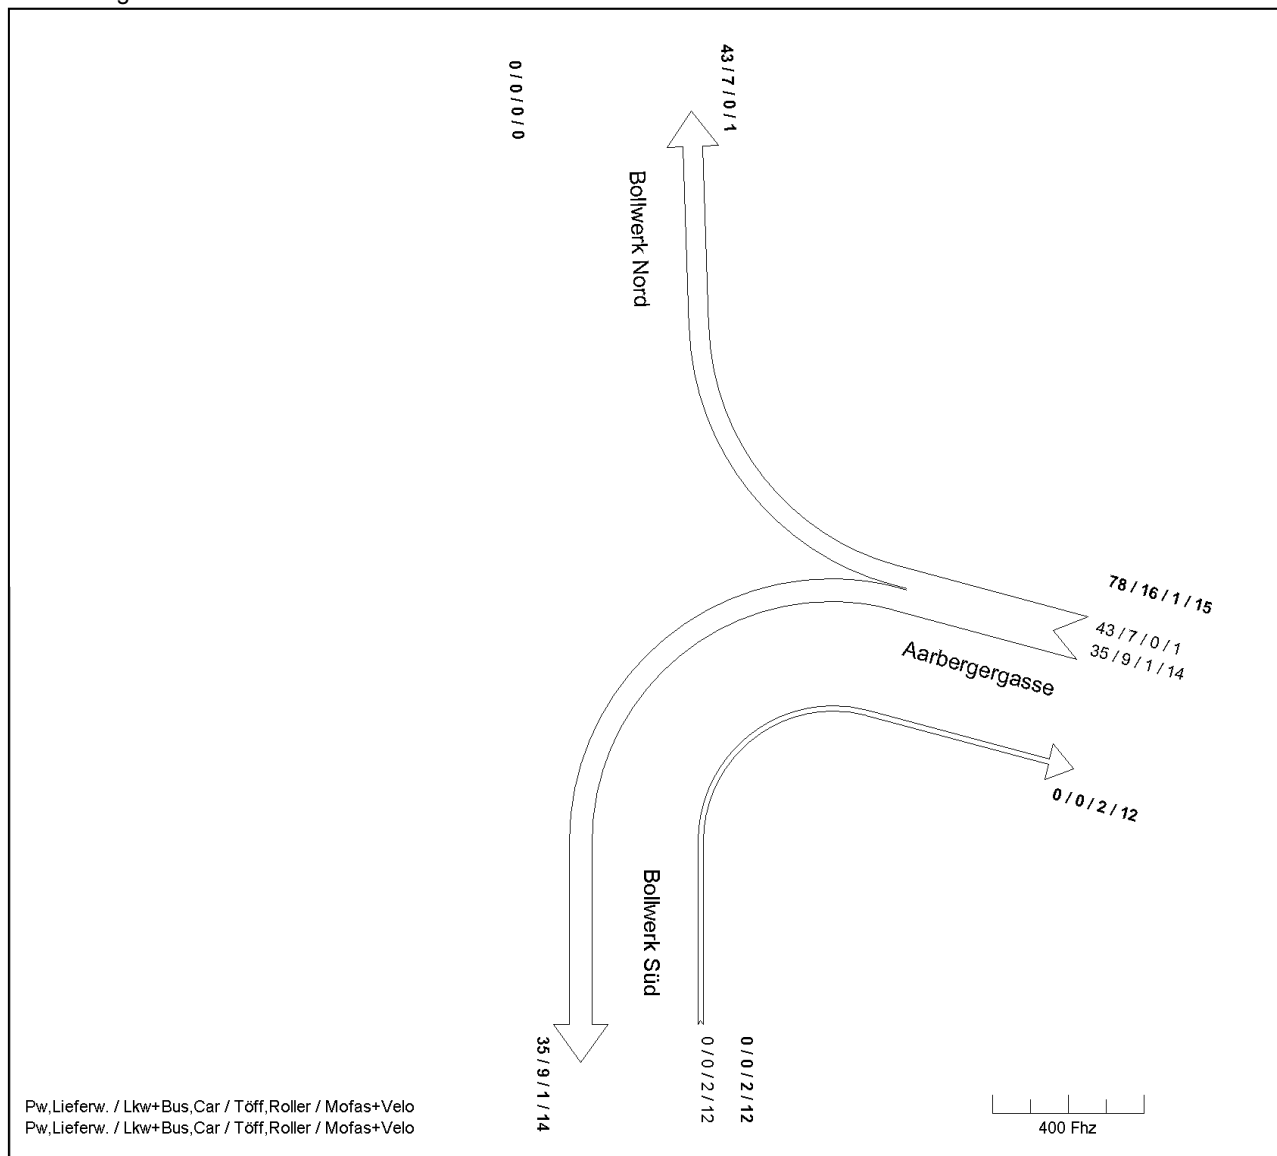 0 / 0 / 0 / 0
43 / 7 / 0 / 1
Bollwerk Nord
78 / 16 / 1 / 15
43 / 7 / 0 / 1
35 / 9 / 1 / 14
Aarbergergasse
0 / 0 / 2 / 12
Bollwerk Süd
35 / 9 / 1 / 14
0 / 0 / 2 / 12
0 / 0 / 2 / 12
Pw,Lieferw. / Lkw+Bus,Car / Töff,Roller / Mofas+Velo
Pw,Lieferw. / Lkw+Bus,Car / Töff,Roller / Mofas+Velo
400 Fhz